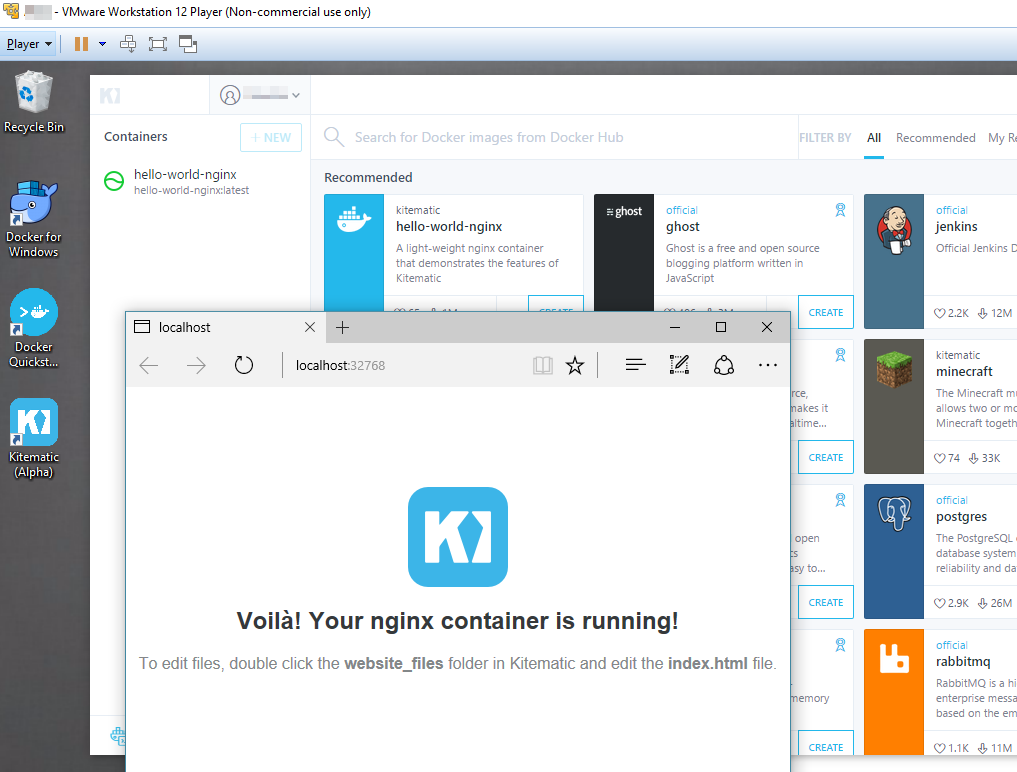 - VMware Workstation 12 Player (Non-commercial use only)
Player
Recycle Bin
Docker for
Windows
Docker
Quickst...
Kitematic
(Alpha)
Containers
+ NEW
hello-world-nginx
hello-world-nginx:latest
Search for Docker images from Docker Hub
FILTER BY
All
Recommended
My Re
Recommended
kitematic
hello-world-nginx
A light-weight nginx container
that demonstrates the features of
Kitematic
CREATE
ghost
official
ghost
Ghost is a free and open source
blogging platform written in
JavaScript
CREATE
official
jenkins
Official Jenkins D
2.2K
12M
kitematic
minecraft
The Minecraft mu
allows two or mo
Minecraft togeth
74
33K
rce,
makes it
altime...
CREATE
official
postgres
The PostgreSQL
database system
reliability and da
2.9K
26M
open
cs
asy to...
CREATE
official
rabbitmq
RabbitMQ is a hi
enterprise messa
based on the em
1.1K
11M
memory
CREATE
localhost
localhost:32768
Voilà! Your nginx container is running!
To edit files, double click the website_files folder in Kitematic and edit the index.html file.